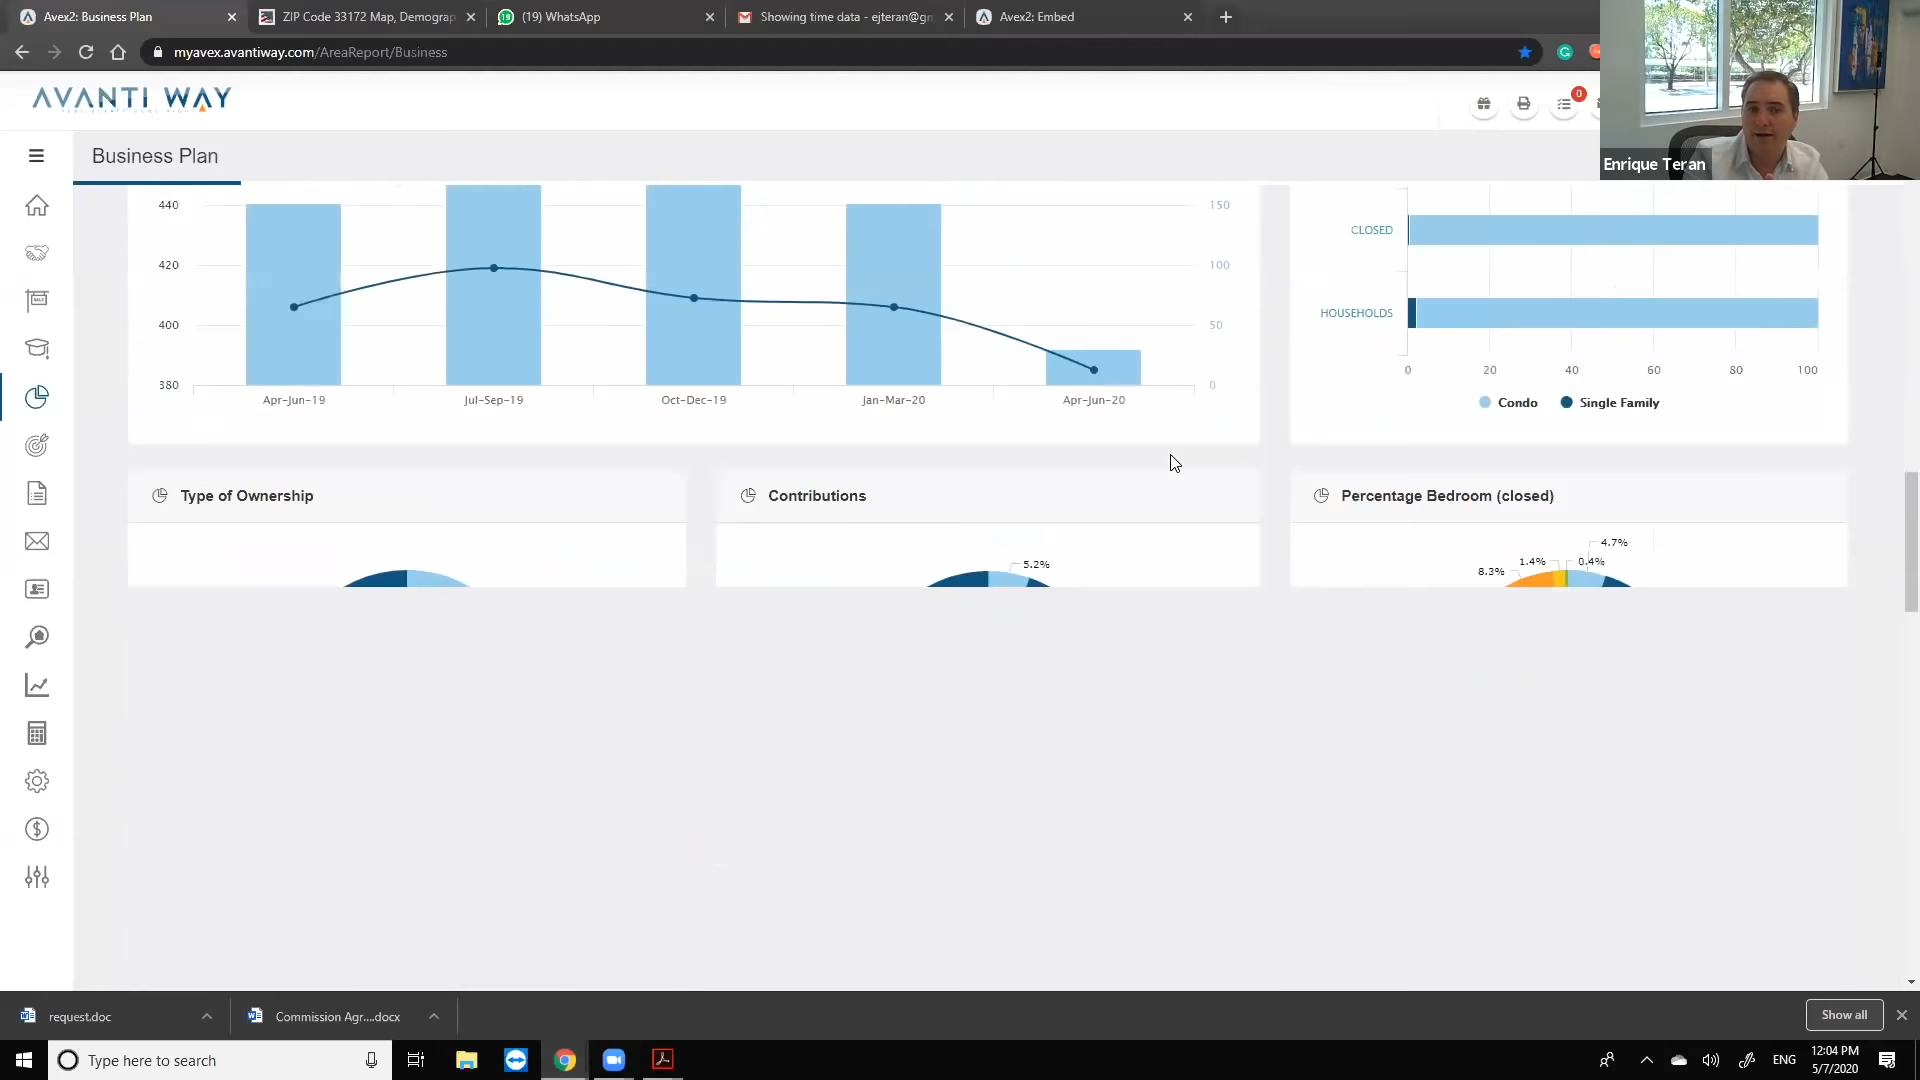 Avex2: Business Plan
ZIP Code 33172 Map, Demograp
(19) WhatsApp
Showing time data - ejteran@gm
Avex2: Embed
myavex.avantiway.com/AreaReport/Business
AVANTI WAY
0
Enrique Teran
Business Plan
440
420
400
380
150
100
50
0
Apr-Jun-19
Jul-Sep-19
Oct-Dec-19
Jan-Mar-20
Apr-Jun-20
CLOSED
HOUSEHOLDS
0 20 40 60 80 100
Condo Single Family
Type of Ownership
Contributions
5.2%
Percentage Bedroom (closed)
4.7%
1.4% 0.4%
8.3%
request.doc
Commission Agr....docx
Show all
Type here to search
ENG
12:04 PM
5/7/2020